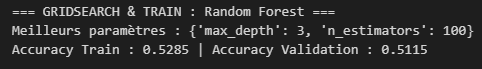 === GRIDSEARCH & TRAIN : Random Forest ===
Meilleurs paramètres : {'max_depth': 3, 'n_estimators': 100}
Accuracy Train : 0.5285 | Accuracy Validation : 0.5115